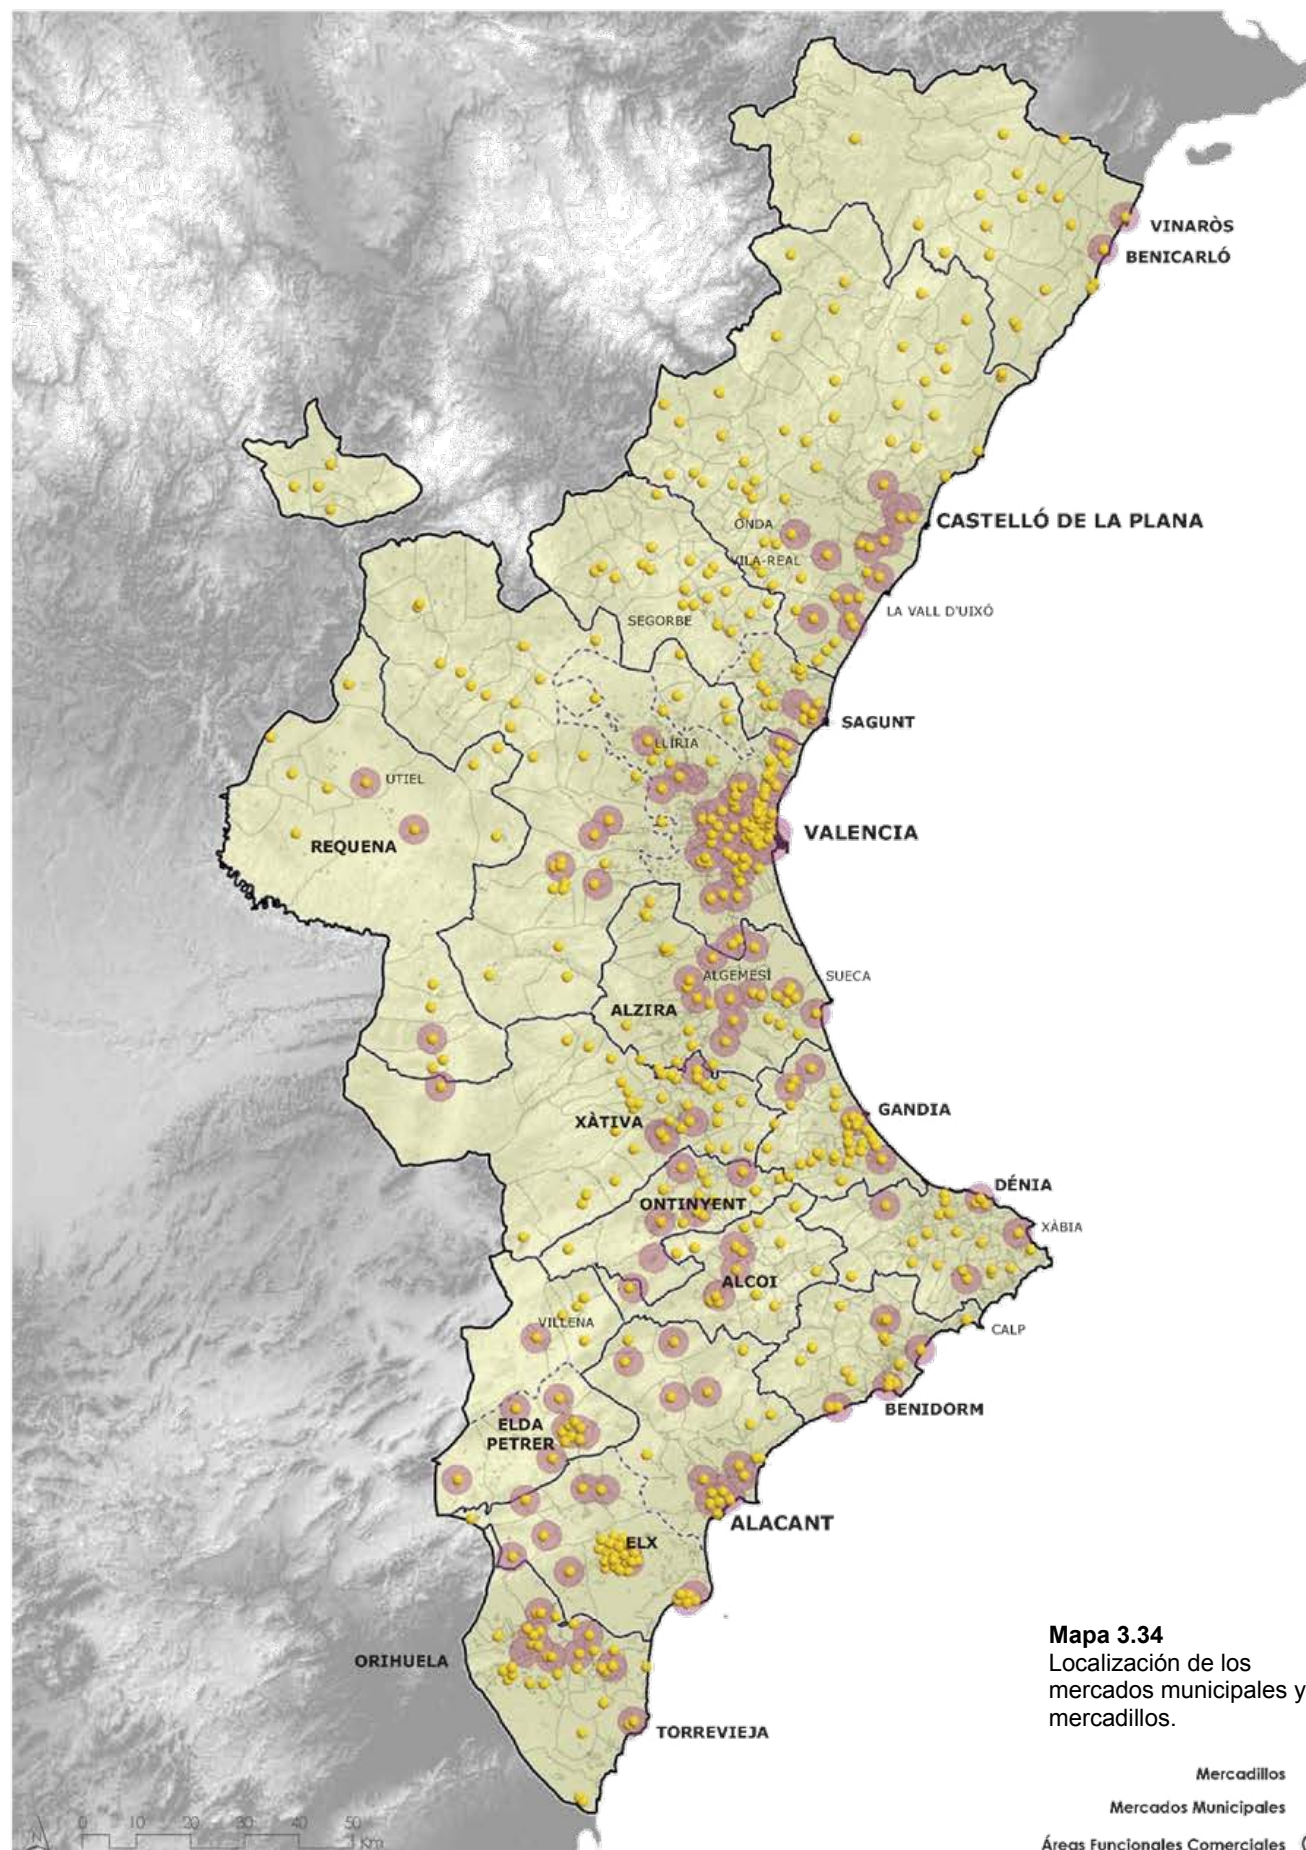 VINARÒS
BENICARLÓ
CASTELLÓ DE LA PLANA
ONDA
VILA-REAL
LA VALL D'UIXÓ
SEGORBE
SAGUNT
LLÍRIA
UTIEL
VALENCIA
REQUENA
ALGEMESÍ
SUECA
ALZIRA
GANDIA
XÀTIVA
DÉNIA
ONTINYENT
XÀBIA
ALCOI
VILLENA
CALP
BENIDORM
ELDA
PETRER
ALACANT
ELX
Mapa 3.34
Localización de los
mercados municipales y
mercadillos.
ORIHUELA
TORREVIEJA
Mercadillos
Mercados Municipales
Áreas Funcionales Comerciales
N
0 10 20 30 40 50
Km